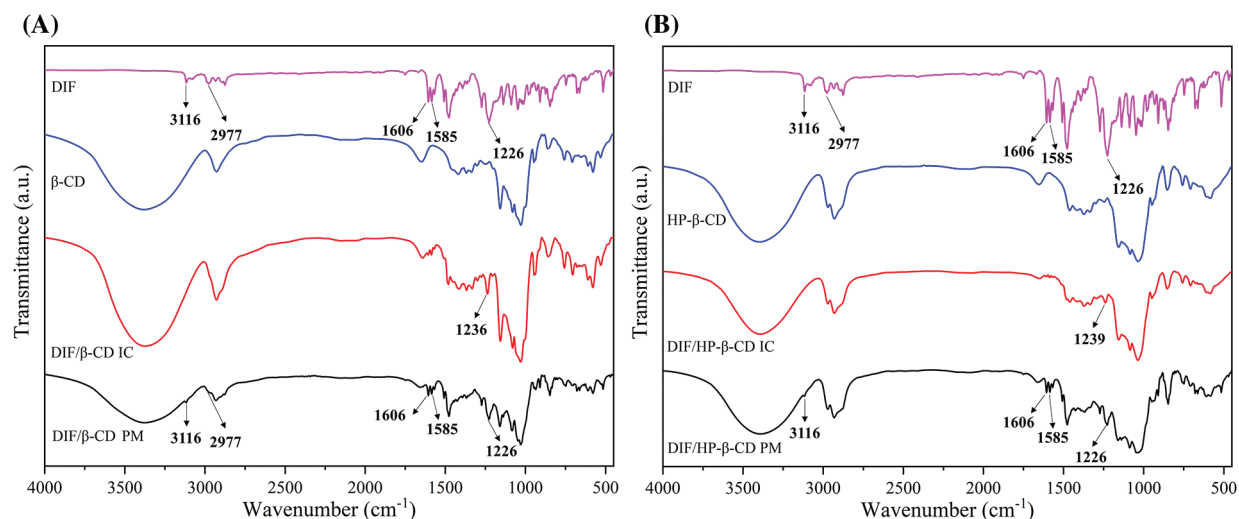 (A)
Transmittance (a.u.)
DIF
3116
2977
1606
1585
1226
β-CD
DIF/β-CD IC
1236
DIF/β-CD PM
3116
2977
1606
1585
1226
4000 3500 3000 2500 2000 1500 1000 500
Wavenumber (cm⁻¹)
(B)
Transmittance (a.u.)
DIF
3116
2977
1606
1585
1226
HP-β-CD
DIF/HP-β-CD IC
1239
DIF/HP-β-CD PM
3116
1606
1585
1226
4000 3500 3000 2500 2000 1500 1000 500
Wavenumber (cm⁻¹)